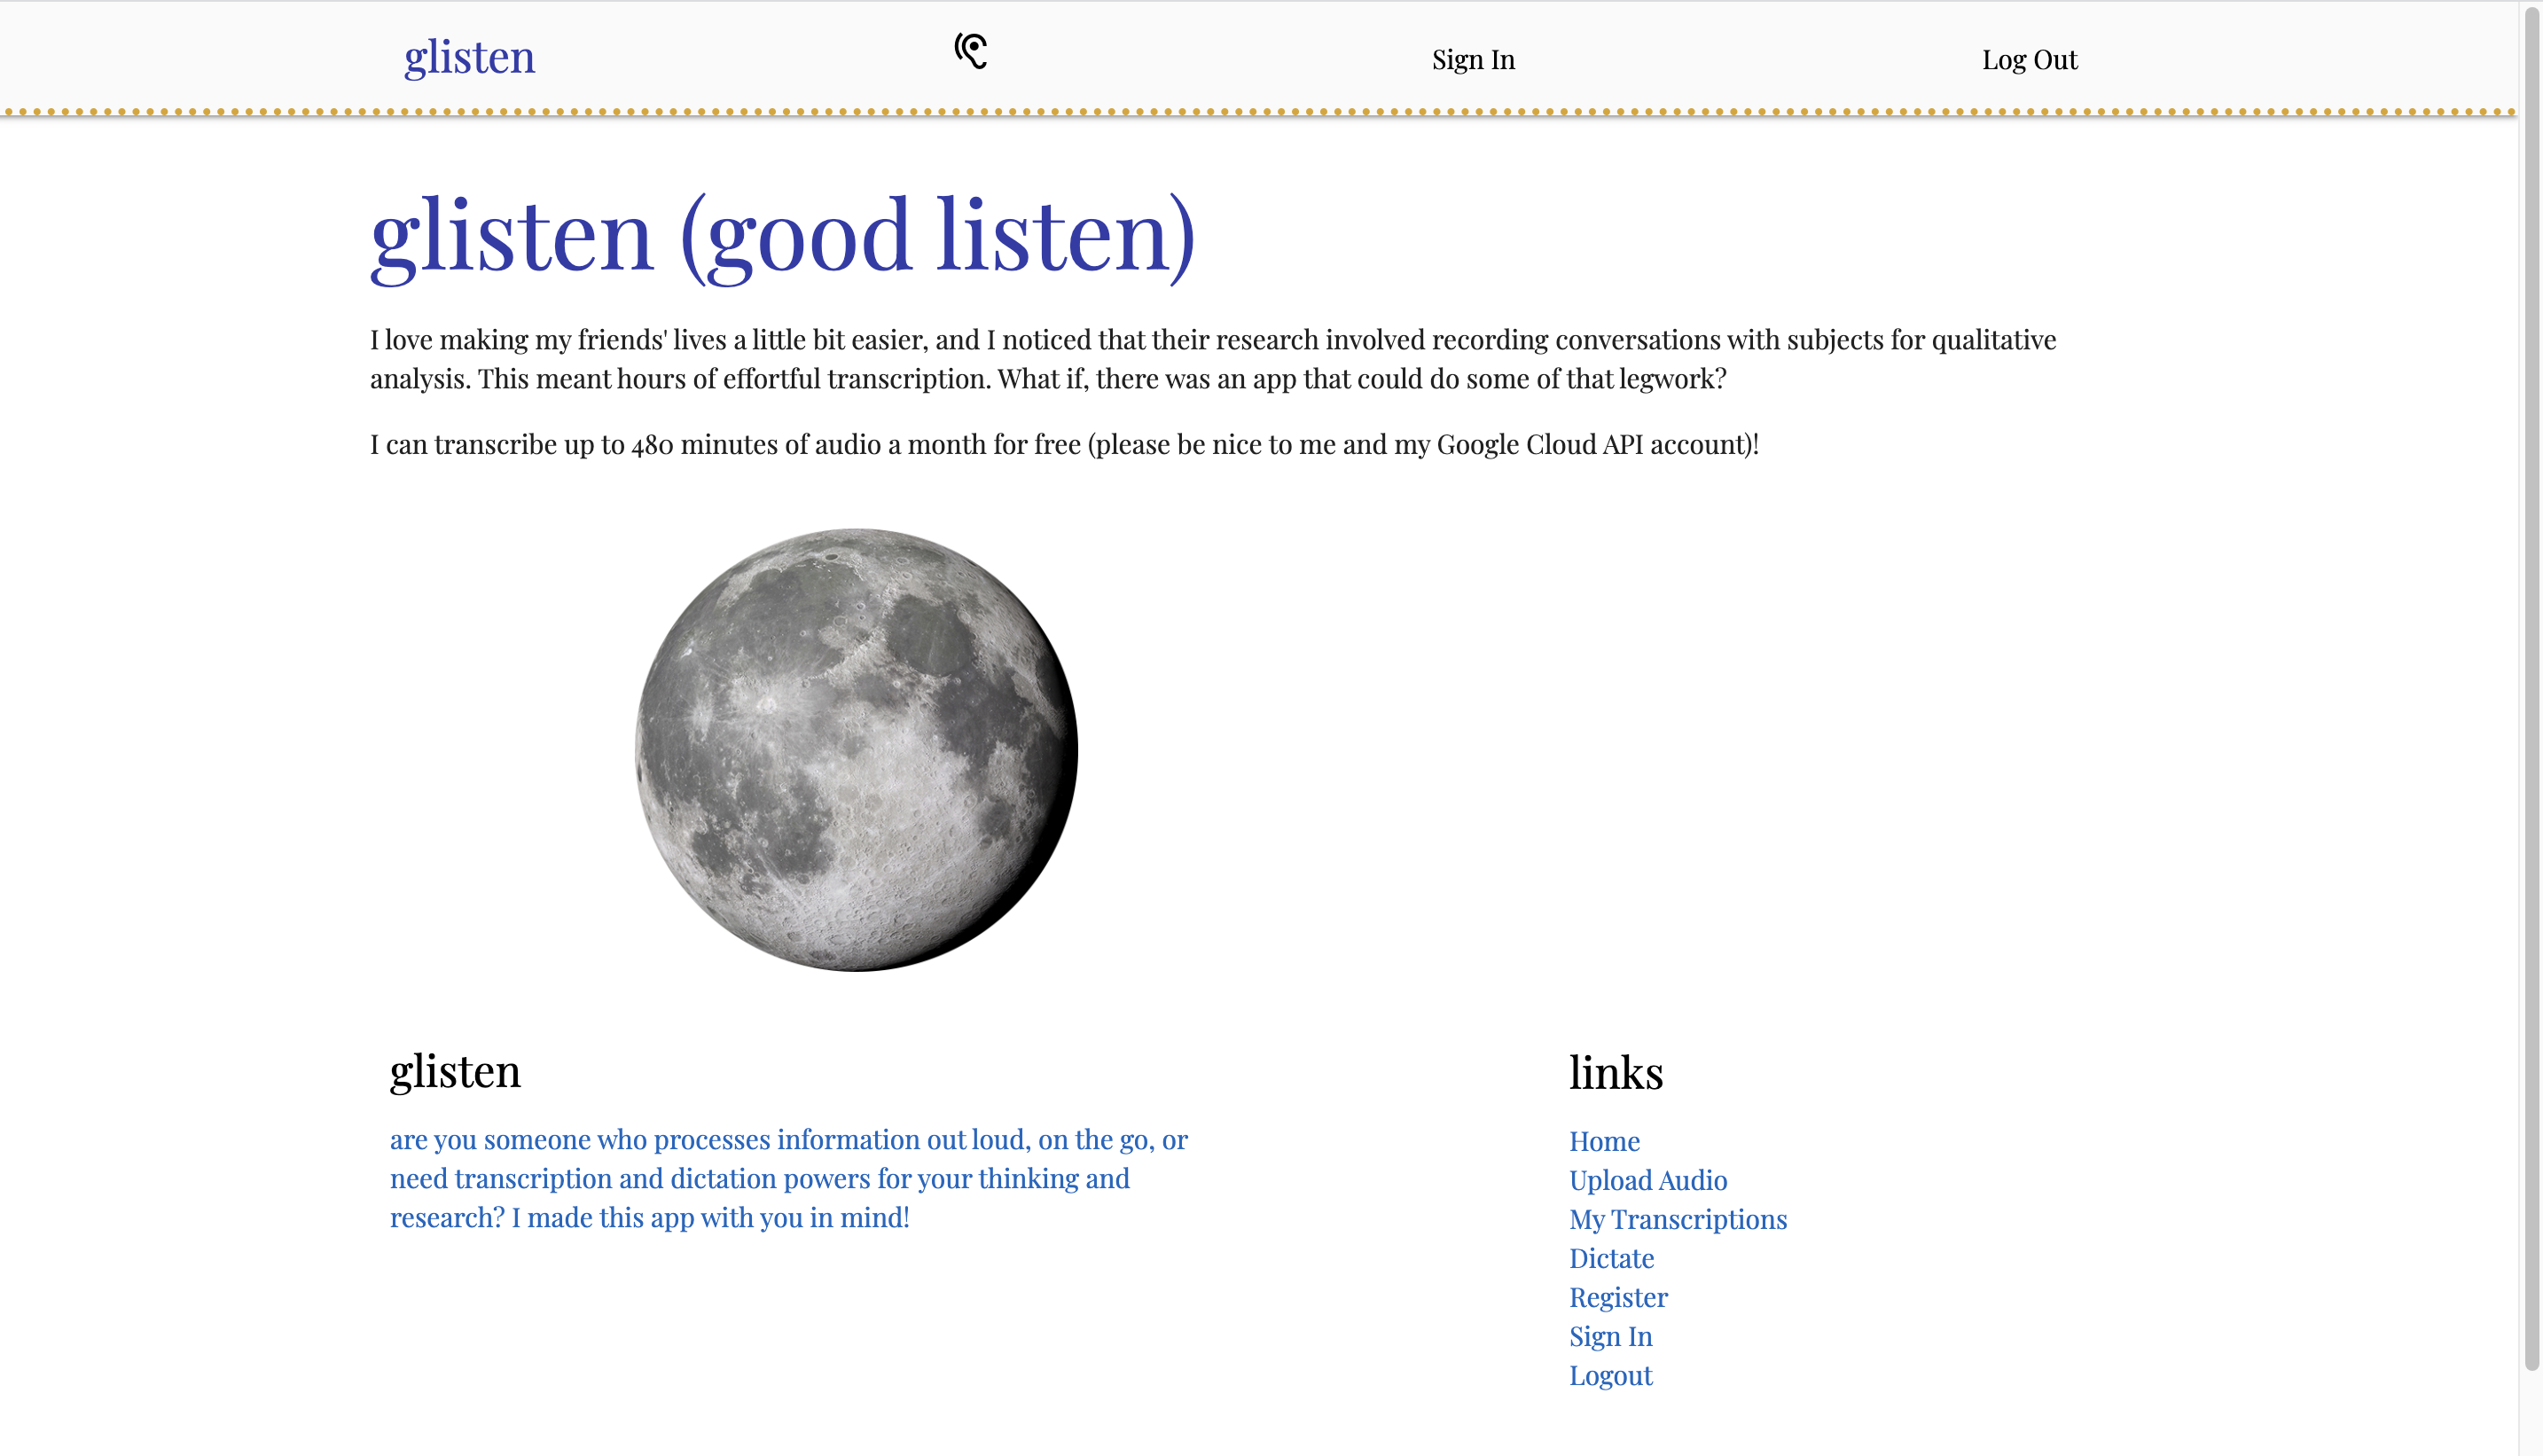 glisten
Sign In
Log Out
glisten (good listen)
I love making my friends' lives a little bit easier, and I noticed that their research involved recording conversations with subjects for qualitative
analysis. This meant hours of effortful transcription. What if, there was an app that could do some of that legwork?
I can transcribe up to 480 minutes of audio a month for free (please be nice to me and my Google Cloud API account)!
glisten
are you someone who processes information out loud, on the go, or
need transcription and dictation powers for your thinking and
research? I made this app with you in mind!
links
Home
Upload Audio
My Transcriptions
Dictate
Register
Sign In
Logout